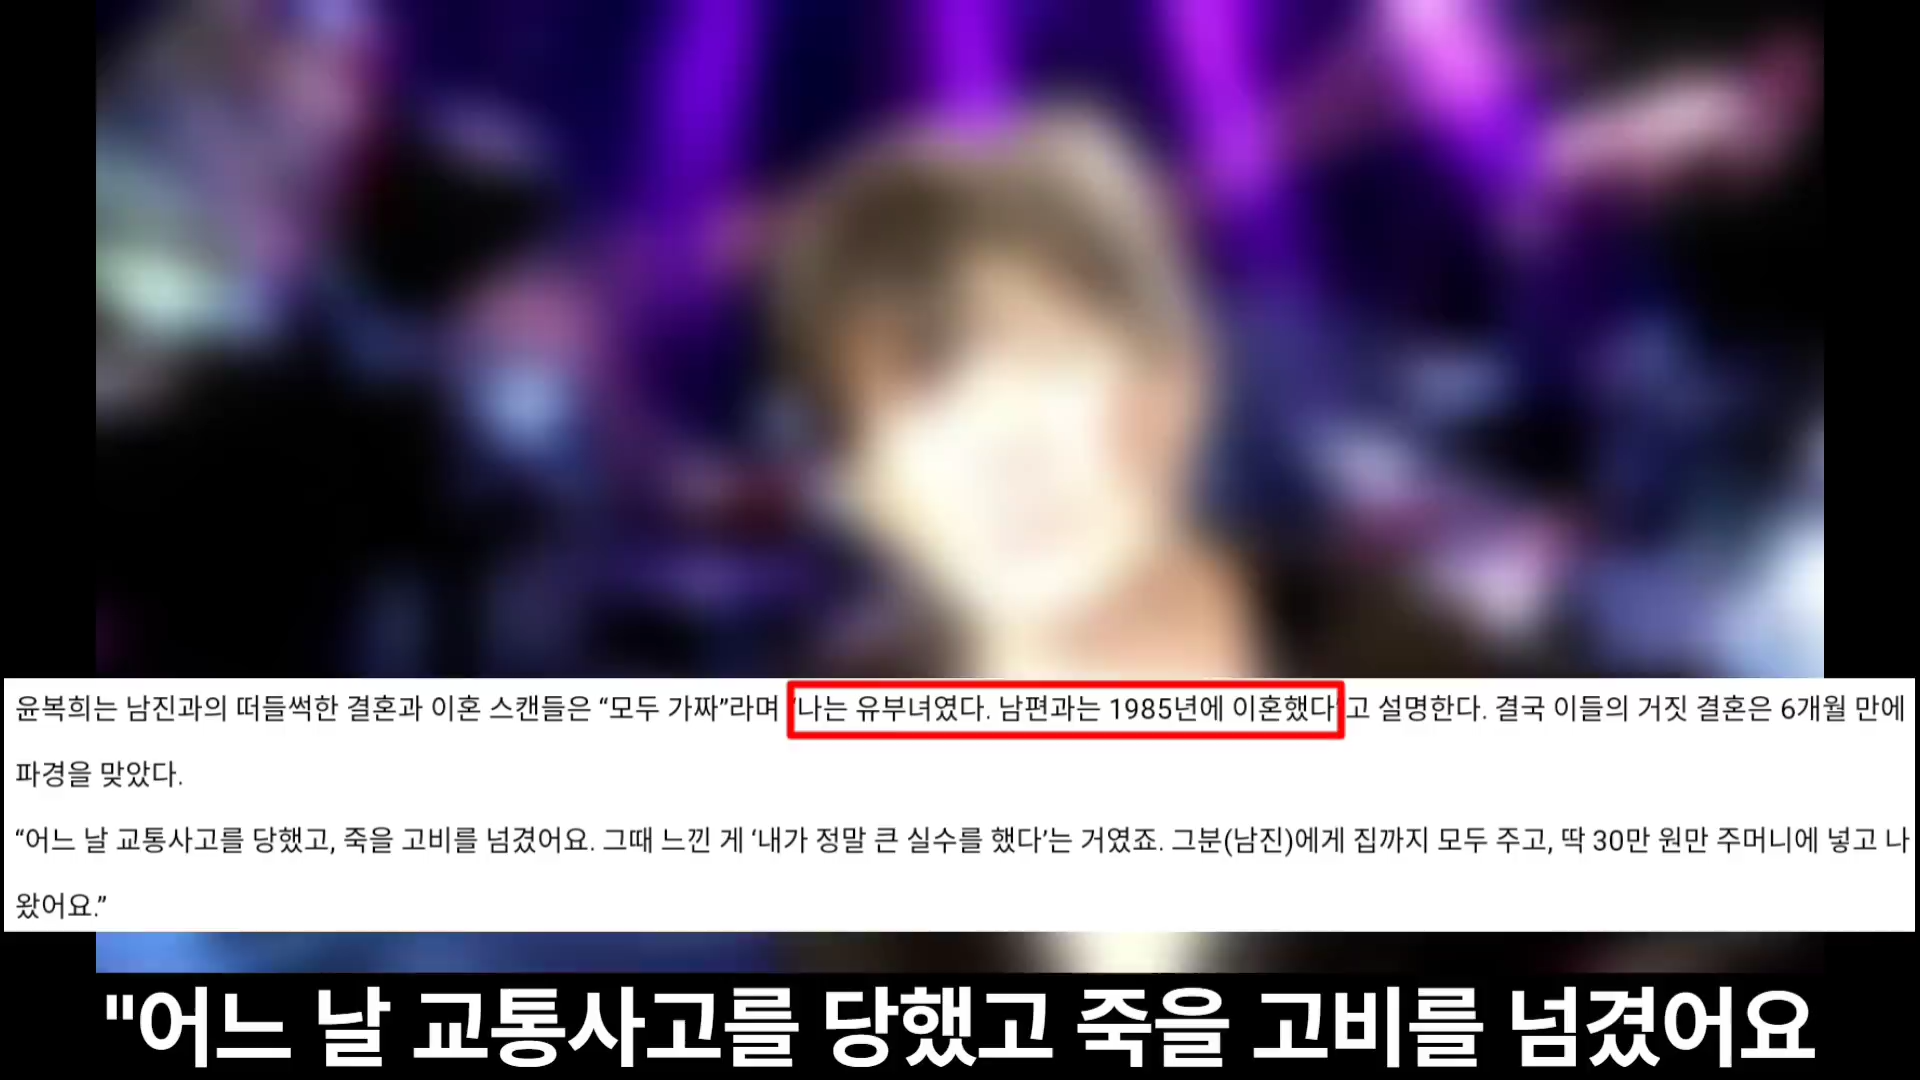 윤복희는 남진과의 떠들썩한 결혼과 이혼 스캔들은 “모두 가짜”라며 ‘나는 유부녀였다. 남편과는 1985년에 이혼했다’고 설명한다. 결국 이들의 거짓 결혼은 6개월 만에
파경을 맞았다.
“어느 날 교통사고를 당했고, 죽을 고비를 넘겼어요. 그때 느낀 게 ‘내가 정말 큰 실수를 했다’는 거였죠. 그분(남진)에게 집까지 모두 주고, 딱 30만 원만 주머니에 넣고 나
왔어요.”
"어느 날 교통사고를 당했고 죽을 고비를 넘겼어요